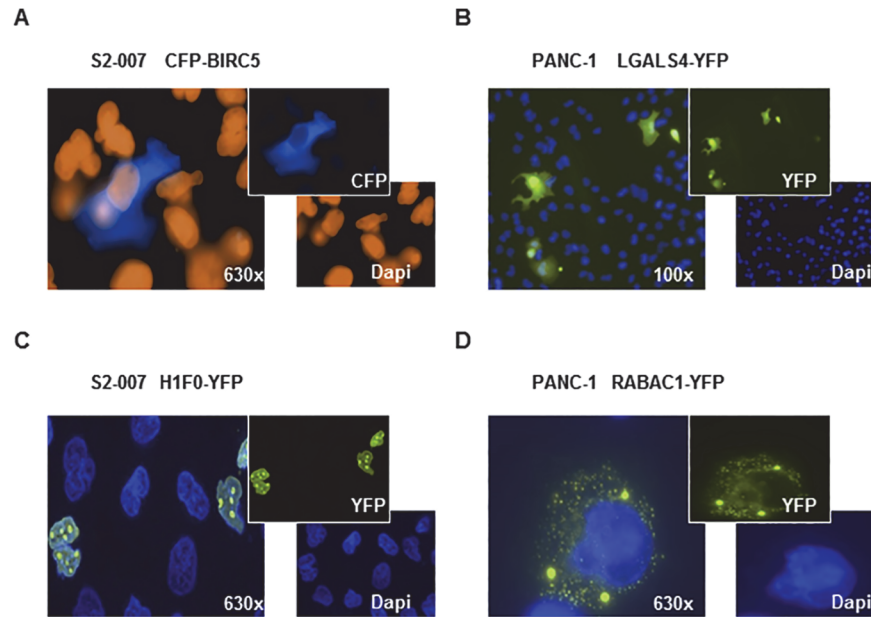 A
S2-007 CFP-BIRC5
CFP
630x
Dapi
B
PANC-1 LGALS4-YFP
YFP
100x
Dapi
C
S2-007 H1F0-YFP
YFP
630x
Dapi
D
PANC-1 RABAC1-YFP
YFP
630x
Dapi